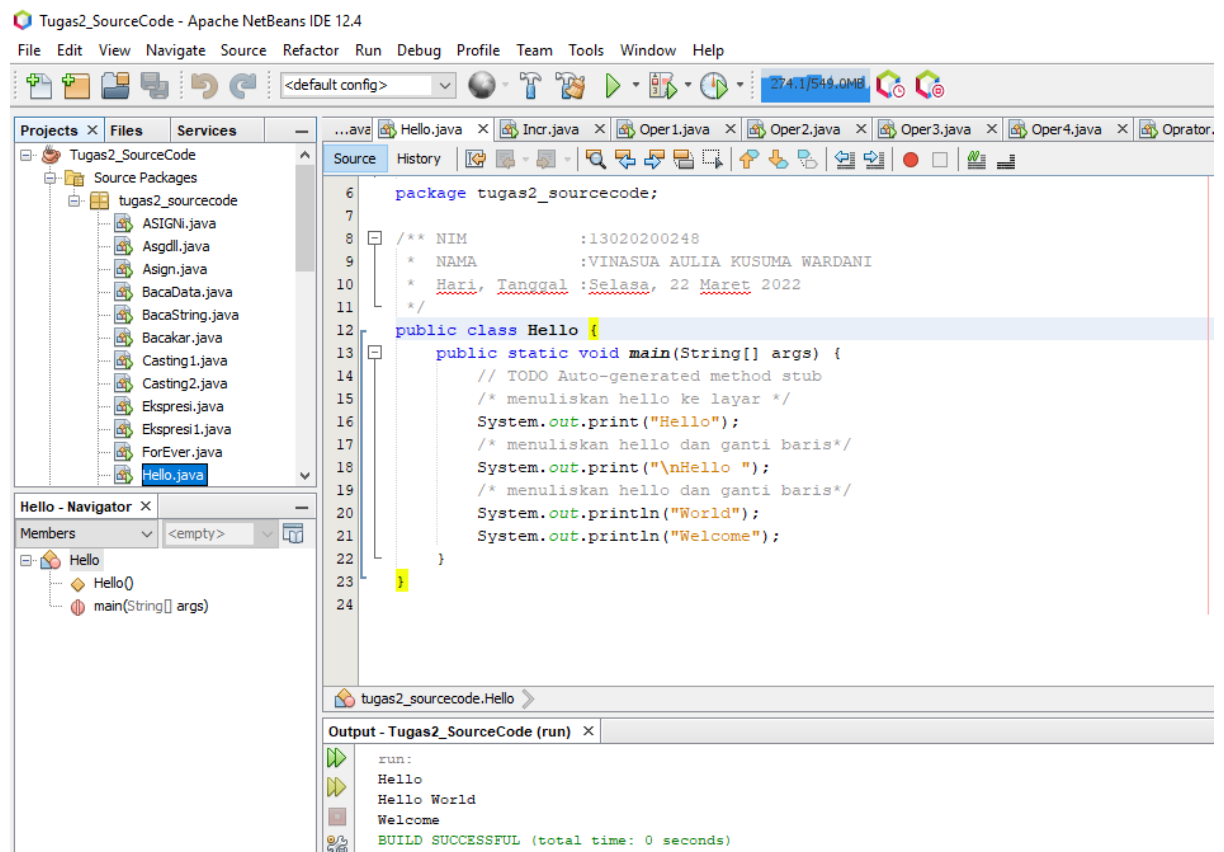 Tugas2_SourceCode - Apache NetBeans IDE 12.4
File Edit View Navigate Source Refactor Run Debug Profile Team Tools Window Help
<default config>
274.1/549.0MB
Projects Files Services
Tugas2_SourceCode
Source Packages
tugas2_sourcecode
ASIGNi.java
Asgdll.java
Asign.java
BacaData.java
BacaString.java
Bacakar.java
Casting1.java
Casting2.java
Ekspresi.java
Ekspresi1.java
ForEver.java
Hello.java
Hello - Navigator
Members <empty>
Hello
Hello()
main(String[] args)
...ava Hello.java Incr.java Oper1.java Oper2.java Oper3.java Oper4.java Oprator.
Source History
6 package tugas2_sourcecode;
7
8 /** NIM :13020200248
9 * NAMA :VINASUA AULIA KUSUMA WARDANI
10 * Hari, Tanggal :Selasa, 22 Maret 2022
11 */
12 public class Hello {
13 public static void main(String[] args) {
14 // TODO Auto-generated method stub
15 /* menuliskan hello ke layar */
16 System.out.print("Hello");
17 /* menuliskan hello dan ganti baris*/
18 System.out.print("\nHello ");
19 /* menuliskan hello dan ganti baris*/
20 System.out.println("World");
21 System.out.println("Welcome");
22 }
23 }
24
tugas2_sourcecode.Hello
Output - Tugas2_SourceCode (run)
run:
Hello
Hello World
Welcome
BUILD SUCCESSFUL (total time: 0 seconds)